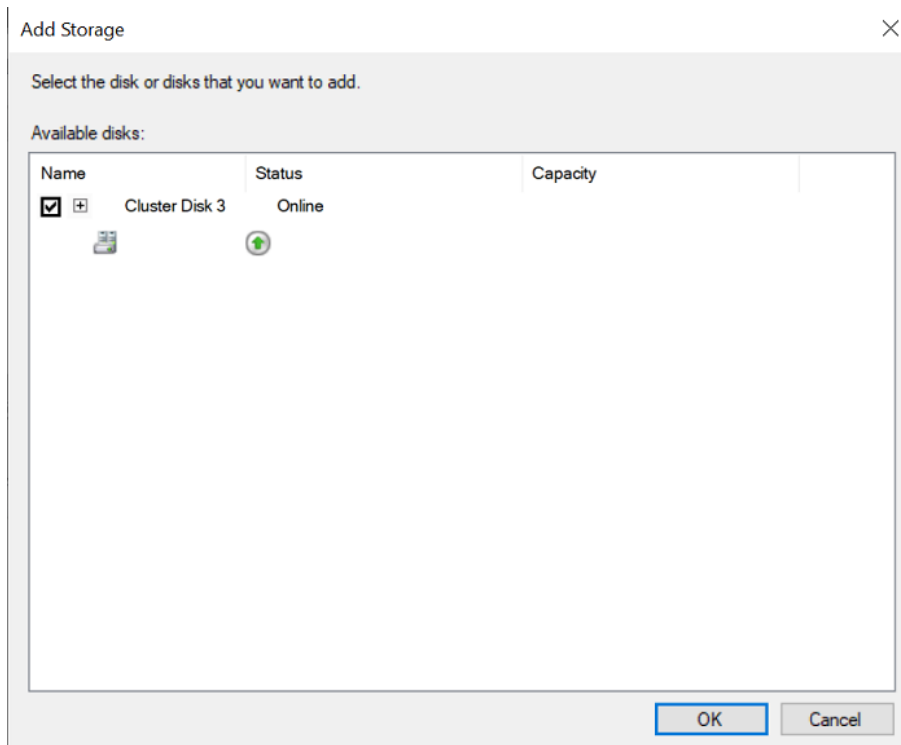 Add Storage
Select the disk or disks that you want to add.
Available disks:
Name Status Capacity
Cluster Disk 3 Online
OK Cancel